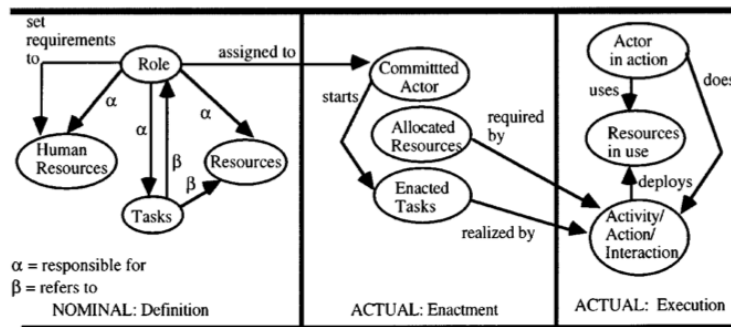 set
requirements
to
Role
α
α
α
β
β
Human
Resources
Resources
Tasks
α = responsible for
β = refers to
NOMINAL: Definition
assigned to
Committted
Actor
starts
Allocated
Resources
required
by
Enacted
Tasks
realized by
ACTUAL: Enactment
Actor
in action
uses
does
Resources
in use
deploys
Activity/
Action/
Interaction
ACTUAL: Execution